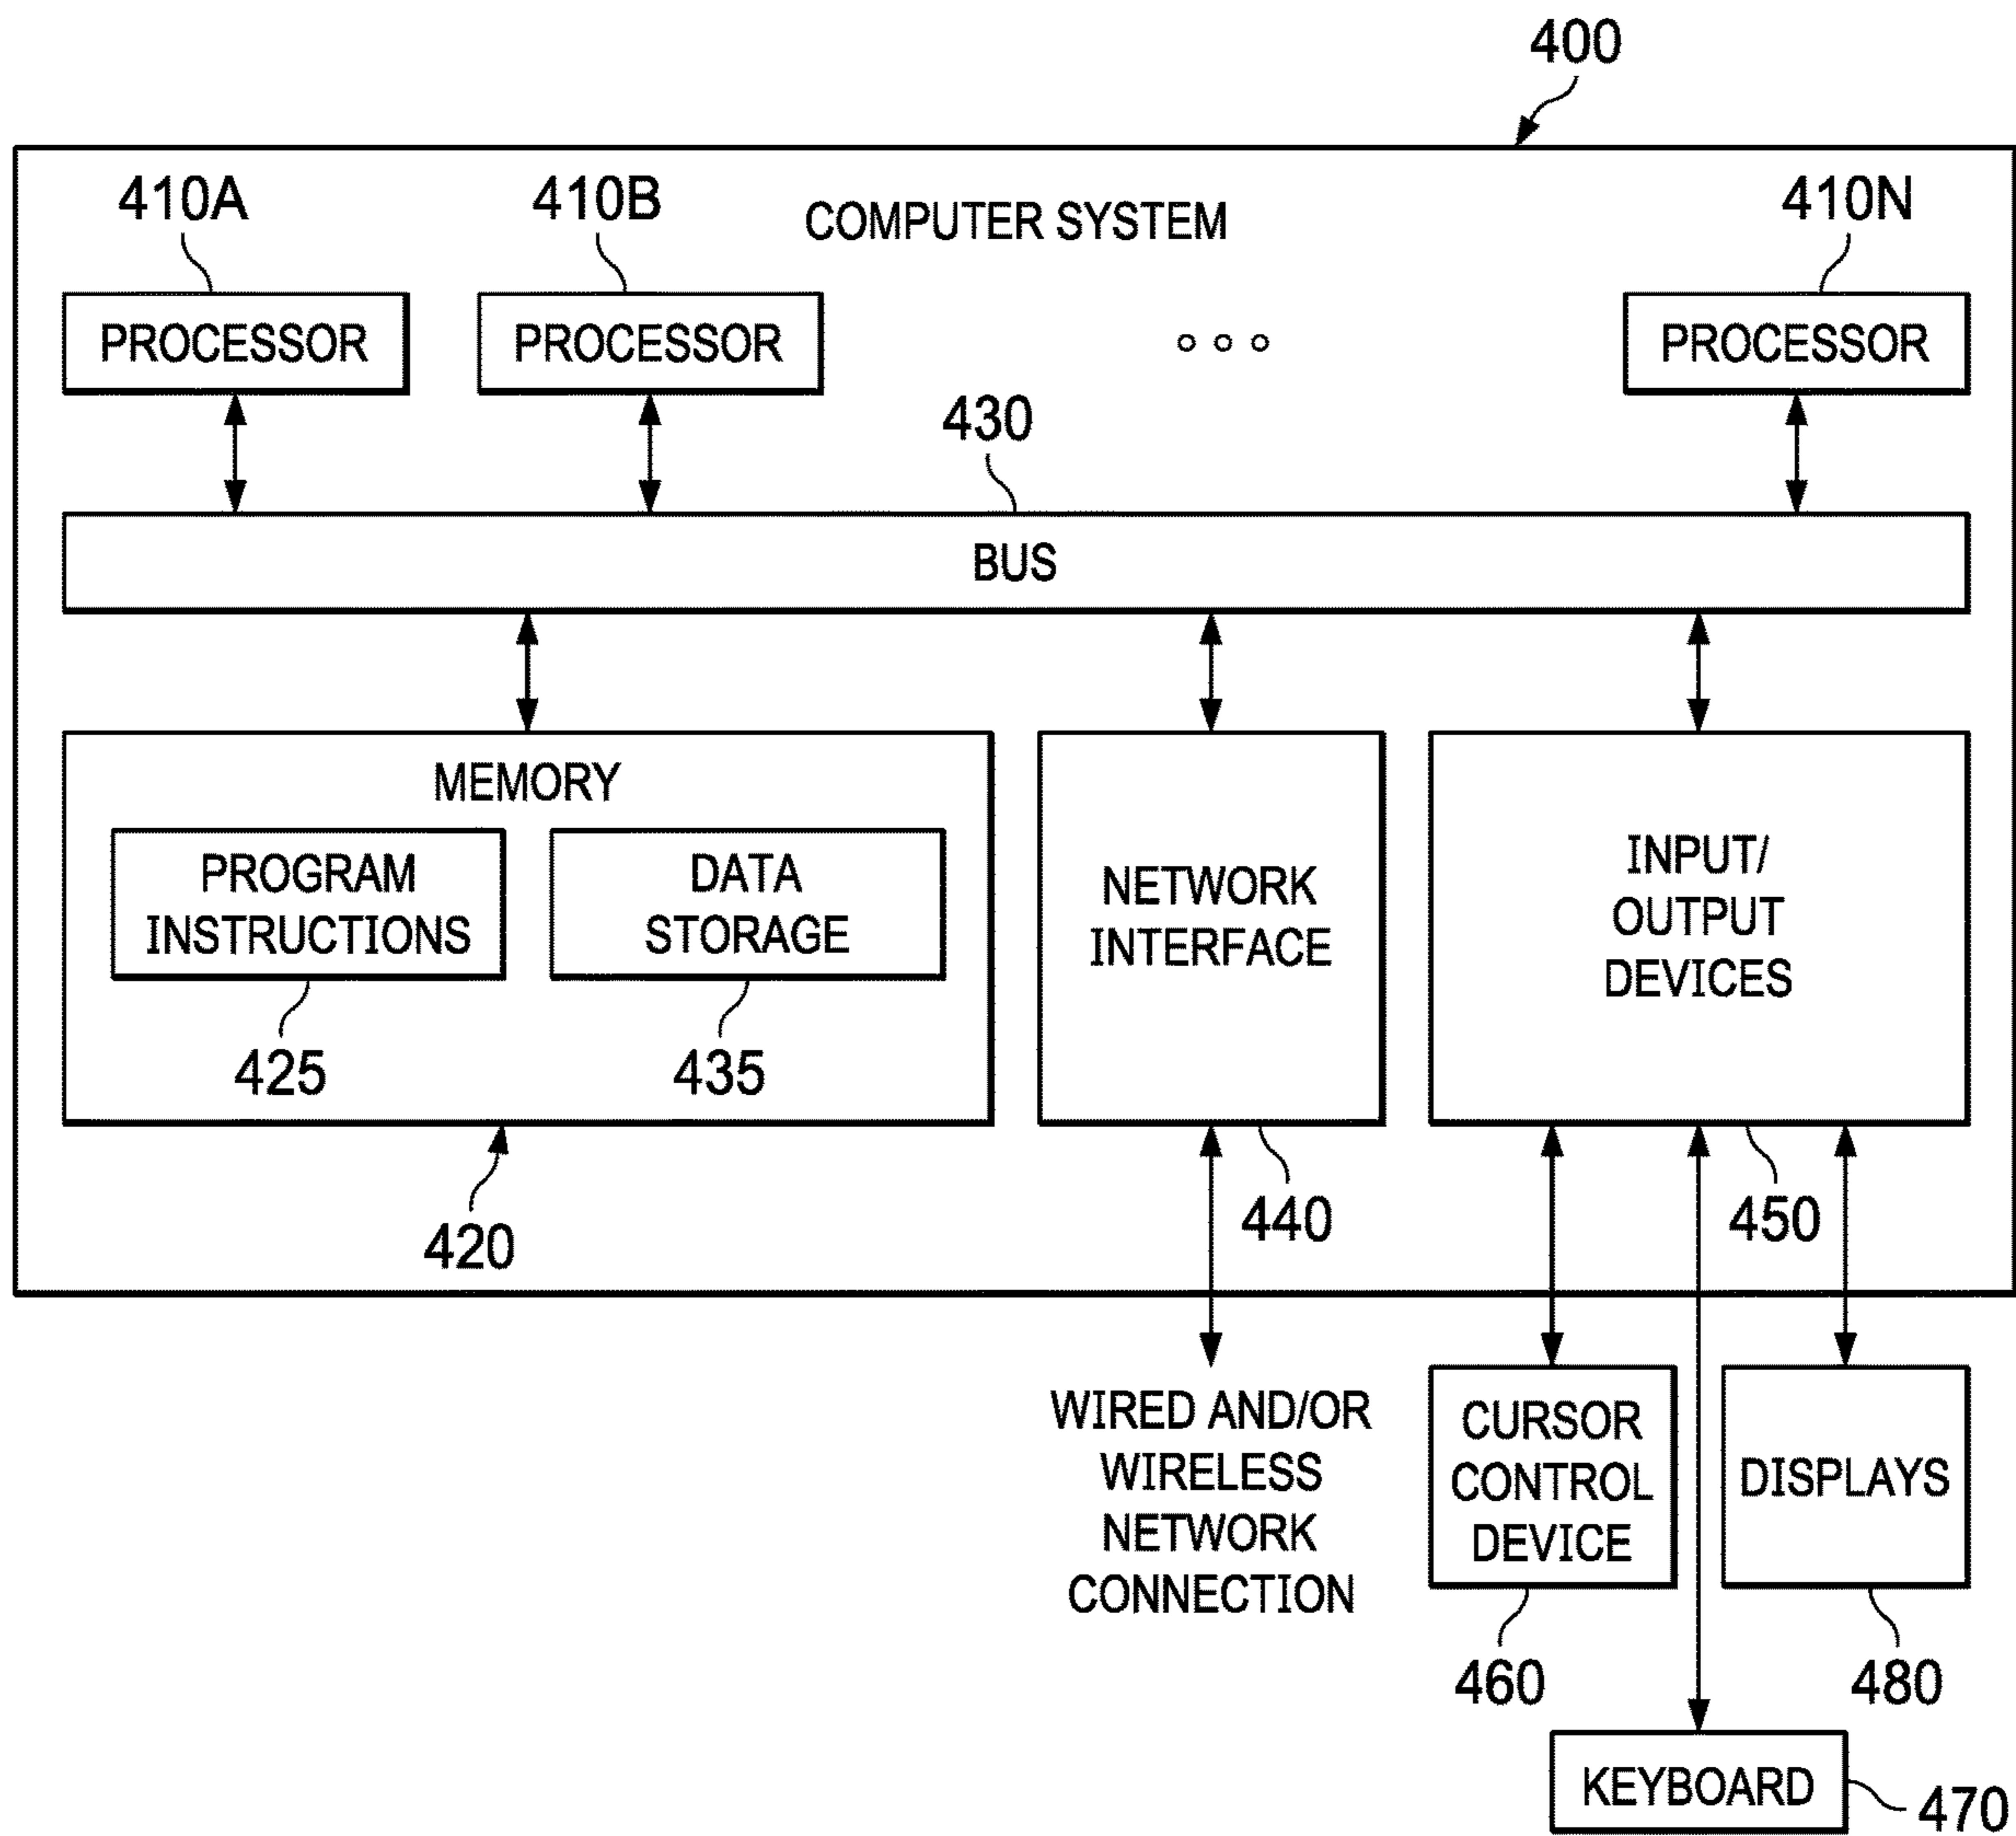 400
410A
410B
COMPUTER SYSTEM
410N
PROCESSOR
PROCESSOR
PROCESSOR
430
BUS
MEMORY
PROGRAM
INSTRUCTIONS
DATA
STORAGE
425
435
420
NETWORK
INTERFACE
440
INPUT/
OUTPUT
DEVICES
450
WIRED AND/OR
WIRELESS
NETWORK
CONNECTION
CURSOR
CONTROL
DEVICE
460
DISPLAYS
480
KEYBOARD
470